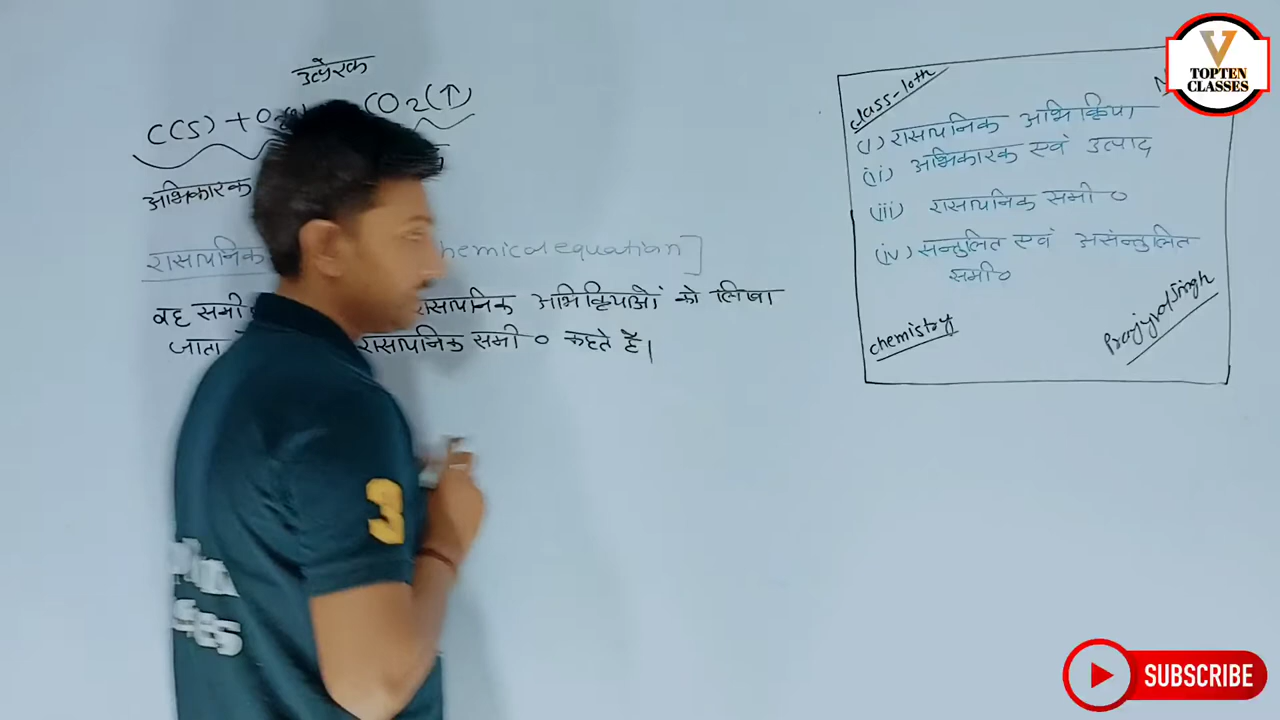 उत्प्रेरक
C(S) + O2 CO2(↑)
अभिकारक
रासायनिक hemical equation]
वह समी रासायनिक अभिक्रियाओं को लिखा
जाता रासायनिक समी० कहते हैं।
class-10th
(i) रासायनिक अभिक्रिया
(ii) अभिकारक एवं उत्पाद
(iii) रासायनिक समी०
(iv) सन्तुलित एवं असंन्तुलित
समी०
chemistry
V
TOPTEN
CLASSES
3
SUBSCRIBE